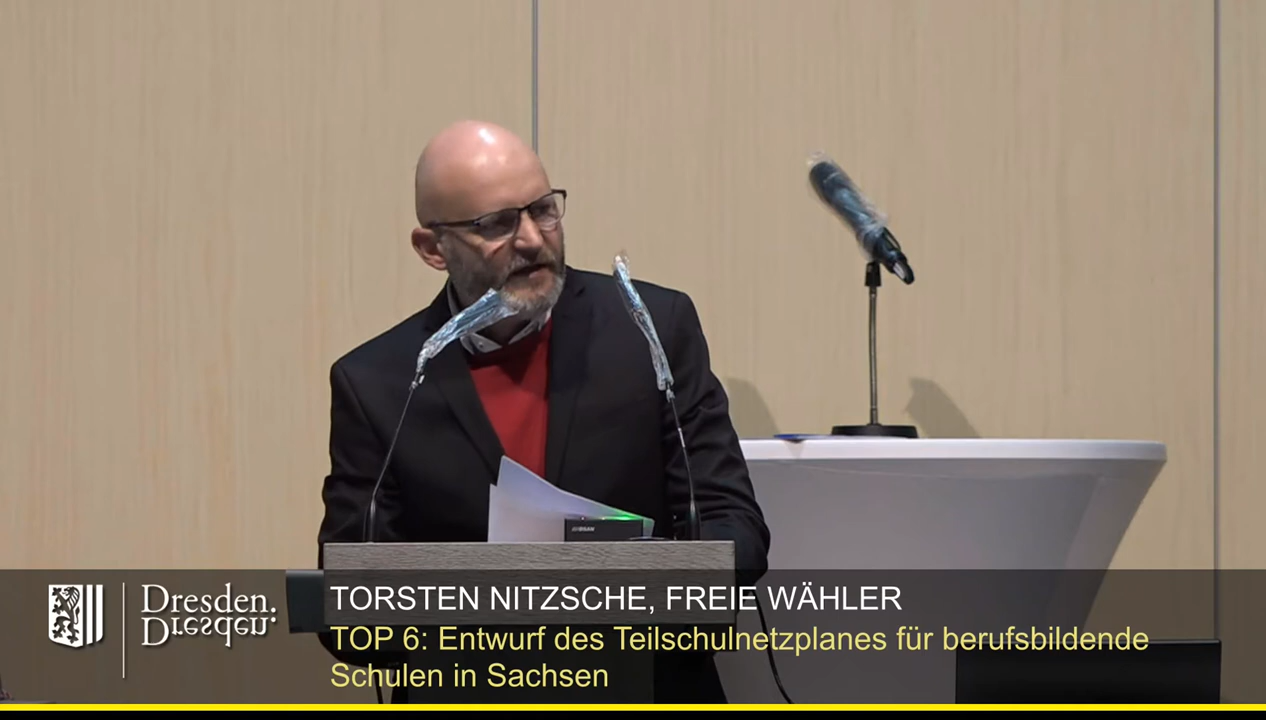 Dresden.
Dresden.
TORSTEN NITZSCHE, FREIE WÄHLER
TOP 6: Entwurf des Teilschulnetzplanes für berufsbildende
Schulen in Sachsen